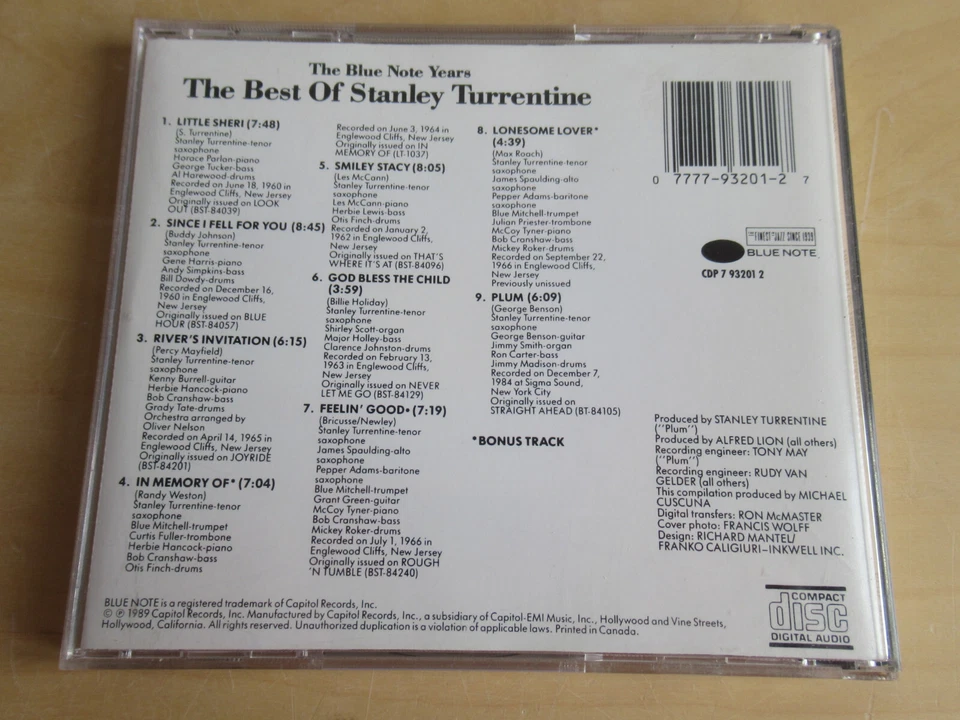 The Blue Note Years
The Best Of Stanley Turrentine
1. LITTLE SHERI (7:48)
(S. Turrentine)
Stanley Turrentine-tenor
saxophone
Horace Parlan-piano
George Tucker-bass
Al Harewood-drums
Recorded on June 18, 1960 in
Englewood Cliffs, New Jersey
Originally issued on LOOK
OUT (BST-84039)
2. SINCE I FELL FOR YOU (8:45)
(Buddy Johnson)
Stanley Turrentine-tenor
saxophone
Gene Harris-piano
Andy Simpkins-bass
Bill Dowdy-drums
Recorded on December 16,
1960 in Englewood Cliffs,
New Jersey
Originally issued on BLUE
HOUR (BST-84057)
3. RIVER'S INVITATION (6:15)
(Percy Mayfield)
Stanley Turrentine-tenor
saxophone
Kenny Burrell-guitar
Herbie Hancock-piano
Bob Cranshaw-bass
Grady Tate-drums
Orchestra arranged by
Oliver Nelson
Recorded on April 14, 1965 in
Englewood Cliffs, New Jersey
Originally issued on JOYRIDE
(BST-84201)
4. IN MEMORY OF* (7:04)
(Randy Weston)
Stanley Turrentine-tenor
saxophone
Blue Mitchell-trumpet
Curtis Fuller-trombone
Herbie Hancock-piano
Bob Cranshaw-bass
Otis Finch-drums
Recorded on June 3, 1964 in
Englewood Cliffs, New Jersey
Originally issued on IN
MEMORY OF (LT-1037)
5. SMILEY STACY (8:05)
(Les McCann)
Stanley Turrentine-tenor
saxophone
Les McCann-piano
Herbie Lewis-bass
Otis Finch-drums
Recorded on January 2,
1962 in Englewood Cliffs,
New Jersey
Originally issued on THAT'S
WHERE IT'S AT (BST-84096)
6. GOD BLESS THE CHILD
(3:59)
(Billie Holiday)
Stanley Turrentine-tenor
saxophone
Shirley Scott-organ
Major Holley-bass
Clarence Johnston-drums
Recorded on February 13,
1963 in Englewood Cliffs,
New Jersey
Originally issued on NEVER
LET ME GO (BST-84129)
7. FEELIN' GOOD* (7:19)
(Bricusse/Newley)
Stanley Turrentine-tenor
saxophone
James Spaulding-alto
saxophone
Pepper Adams-baritone
saxophone
Blue Mitchell-trumpet
Grant Green-guitar
McCoy Tyner-piano
Bob Cranshaw-bass
Mickey Roker-drums
Recorded on July 1, 1966 in
Englewood Cliffs, New Jersey
Originally issued on ROUGH
'N TUMBLE (BST-84240)
8. LONESOME LOVER*
(4:39)
(Max Roach)
Stanley Turrentine-tenor
saxophone
James Spaulding-alto
saxophone
Pepper Adams-baritone
saxophone
Blue Mitchell-trumpet
Julian Priester-trombone
McCoy Tyner-piano
Bob Cranshaw-bass
Mickey Roker-drums
Recorded on September 22,
1966 in Englewood Cliffs,
New Jersey
Previously unissued
9. PLUM (6:09)
(George Benson)
Stanley Turrentine-tenor
saxophone
George Benson-guitar
Jimmy Smith-organ
Ron Carter-bass
Jimmy Madison-drums
Recorded on December 7,
1984 at Sigma Sound,
New York City
Originally issued on
STRAIGHT AHEAD (BT-84105)
*BONUS TRACK
0 7777-93201-2 7
THE FINEST IN JAZZ SINCE 1939
BLUE NOTE.
CDP 7 93201 2
Produced by STANLEY TURRENTINE
("Plum")
Produced by ALFRED LION (all others)
Recording engineer: TONY MAY
("Plum")
Recording engineer: RUDY VAN
GELDER (all others)
This compilation produced by MICHAEL
CUSCUNA
Digital transfers: RON McMASTER
Cover photo: FRANCIS WOLFF
Design: RICHARD MANTEL/
FRANKO CALIGIURI–INKWELL INC.
BLUE NOTE is a registered trademark of Capitol Records, Inc.
© ℗ 1989 Capitol Records, Inc. Manufactured by Capitol Records, Inc., a subsidiary of Capitol-EMI Music, Inc., Hollywood and Vine Streets,
Hollywood, California. All rights reserved. Unauthorized duplication is a violation of applicable laws. Printed in Canada.
COMPACT
disc
DIGITAL AUDIO